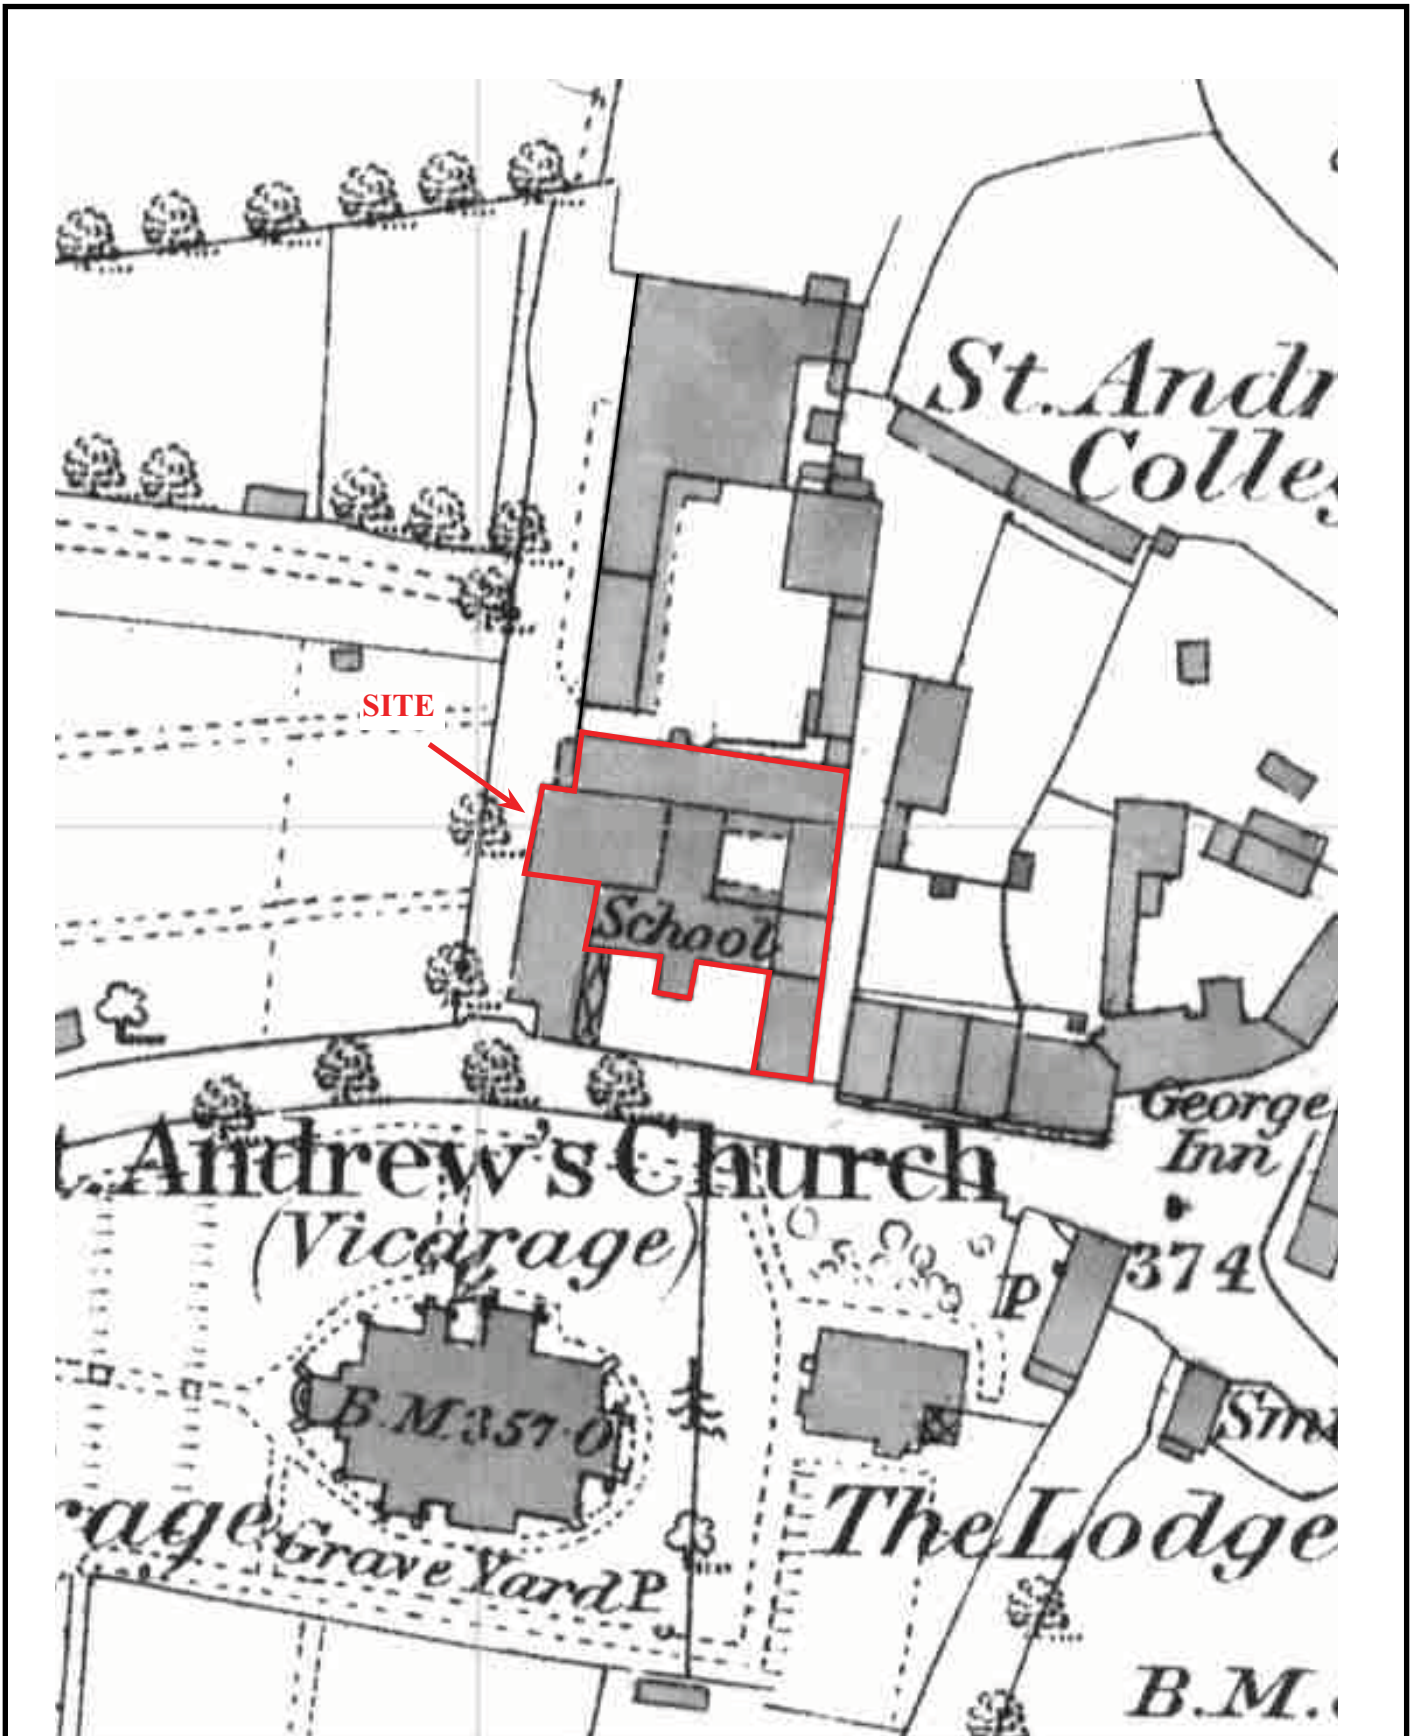 St. Andr
Colle
SITE
School
George
Inn
t. Andrew's Church
(Vicarage)
374
P
B.M.357.0
Sm
rage
The Lodge
Grave Yard
P
B.M.